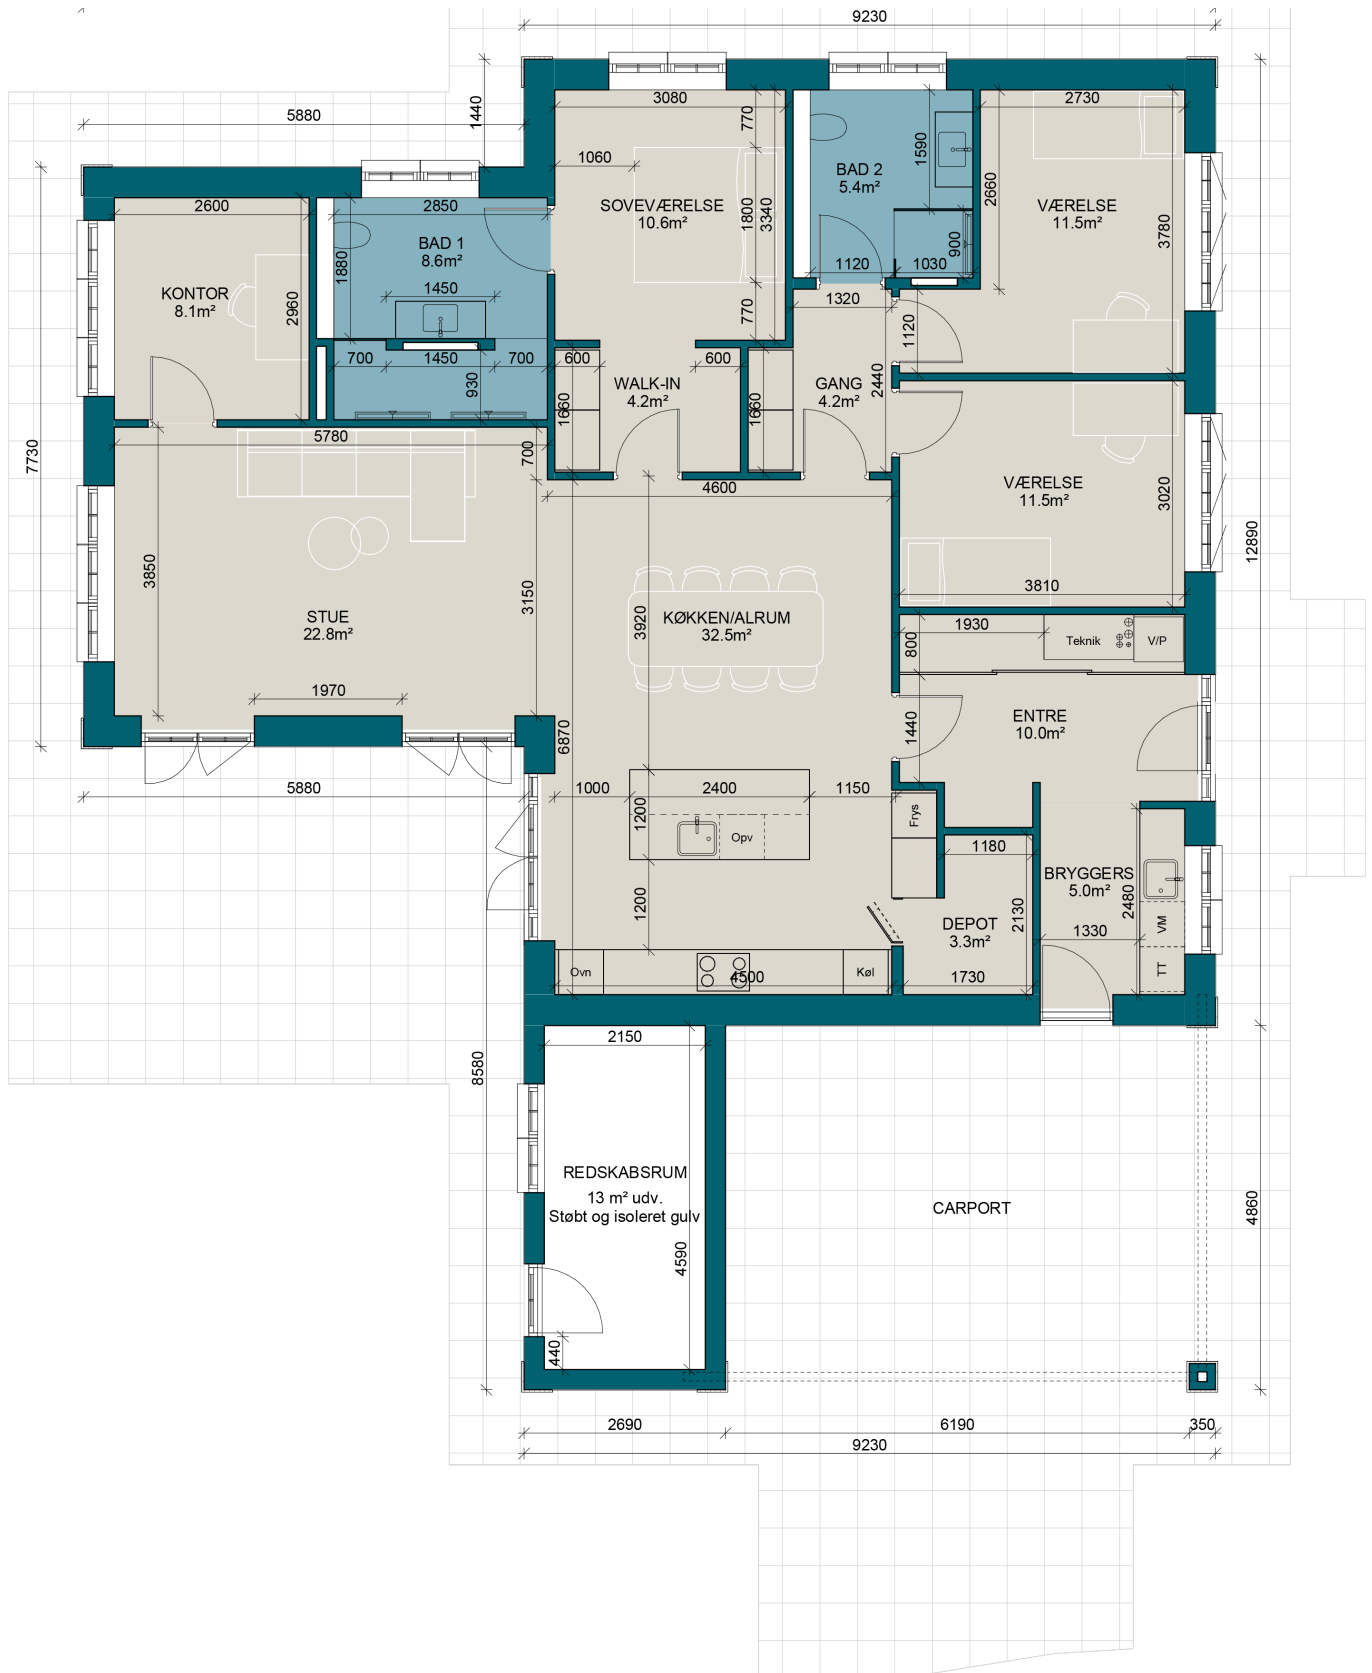 9230
5880
1440
3080
770
2730
1060
1590
BAD 2
5.4m²
2660
2600
2850
SOVEVÆRELSE
10.6m²
1800
3340
VÆRELSE
11.5m²
3780
BAD 1
8.6m²
1880
900
1120
1030
KONTOR
8.1m²
2960
1450
770
1320
1120
700
1450
700
600
600
930
WALK-IN
4.2m²
1660
1660
GANG
4.2m²
2440
7730
5780
700
4600
VÆRELSE
11.5m²
3020
12890
3850
3150
3810
STUE
22.8m²
3920
KØKKEN/ALRUM
32.5m²
1930
800
Teknik
V/P
1970
6870
1440
ENTRE
10.0m²
5880
1000
2400
1150
1200
Opv
Frys
1180
BRYGGERS
5.0m²
2480
1200
2130
DEPOT
3.3m²
1330
VM
TT
Ovn
4500
Køl
1730
2150
8580
REDSKABSRUM
13 m² udv.
Støbt og isoleret gulv
CARPORT
4860
4590
440
2690
6190
350
9230